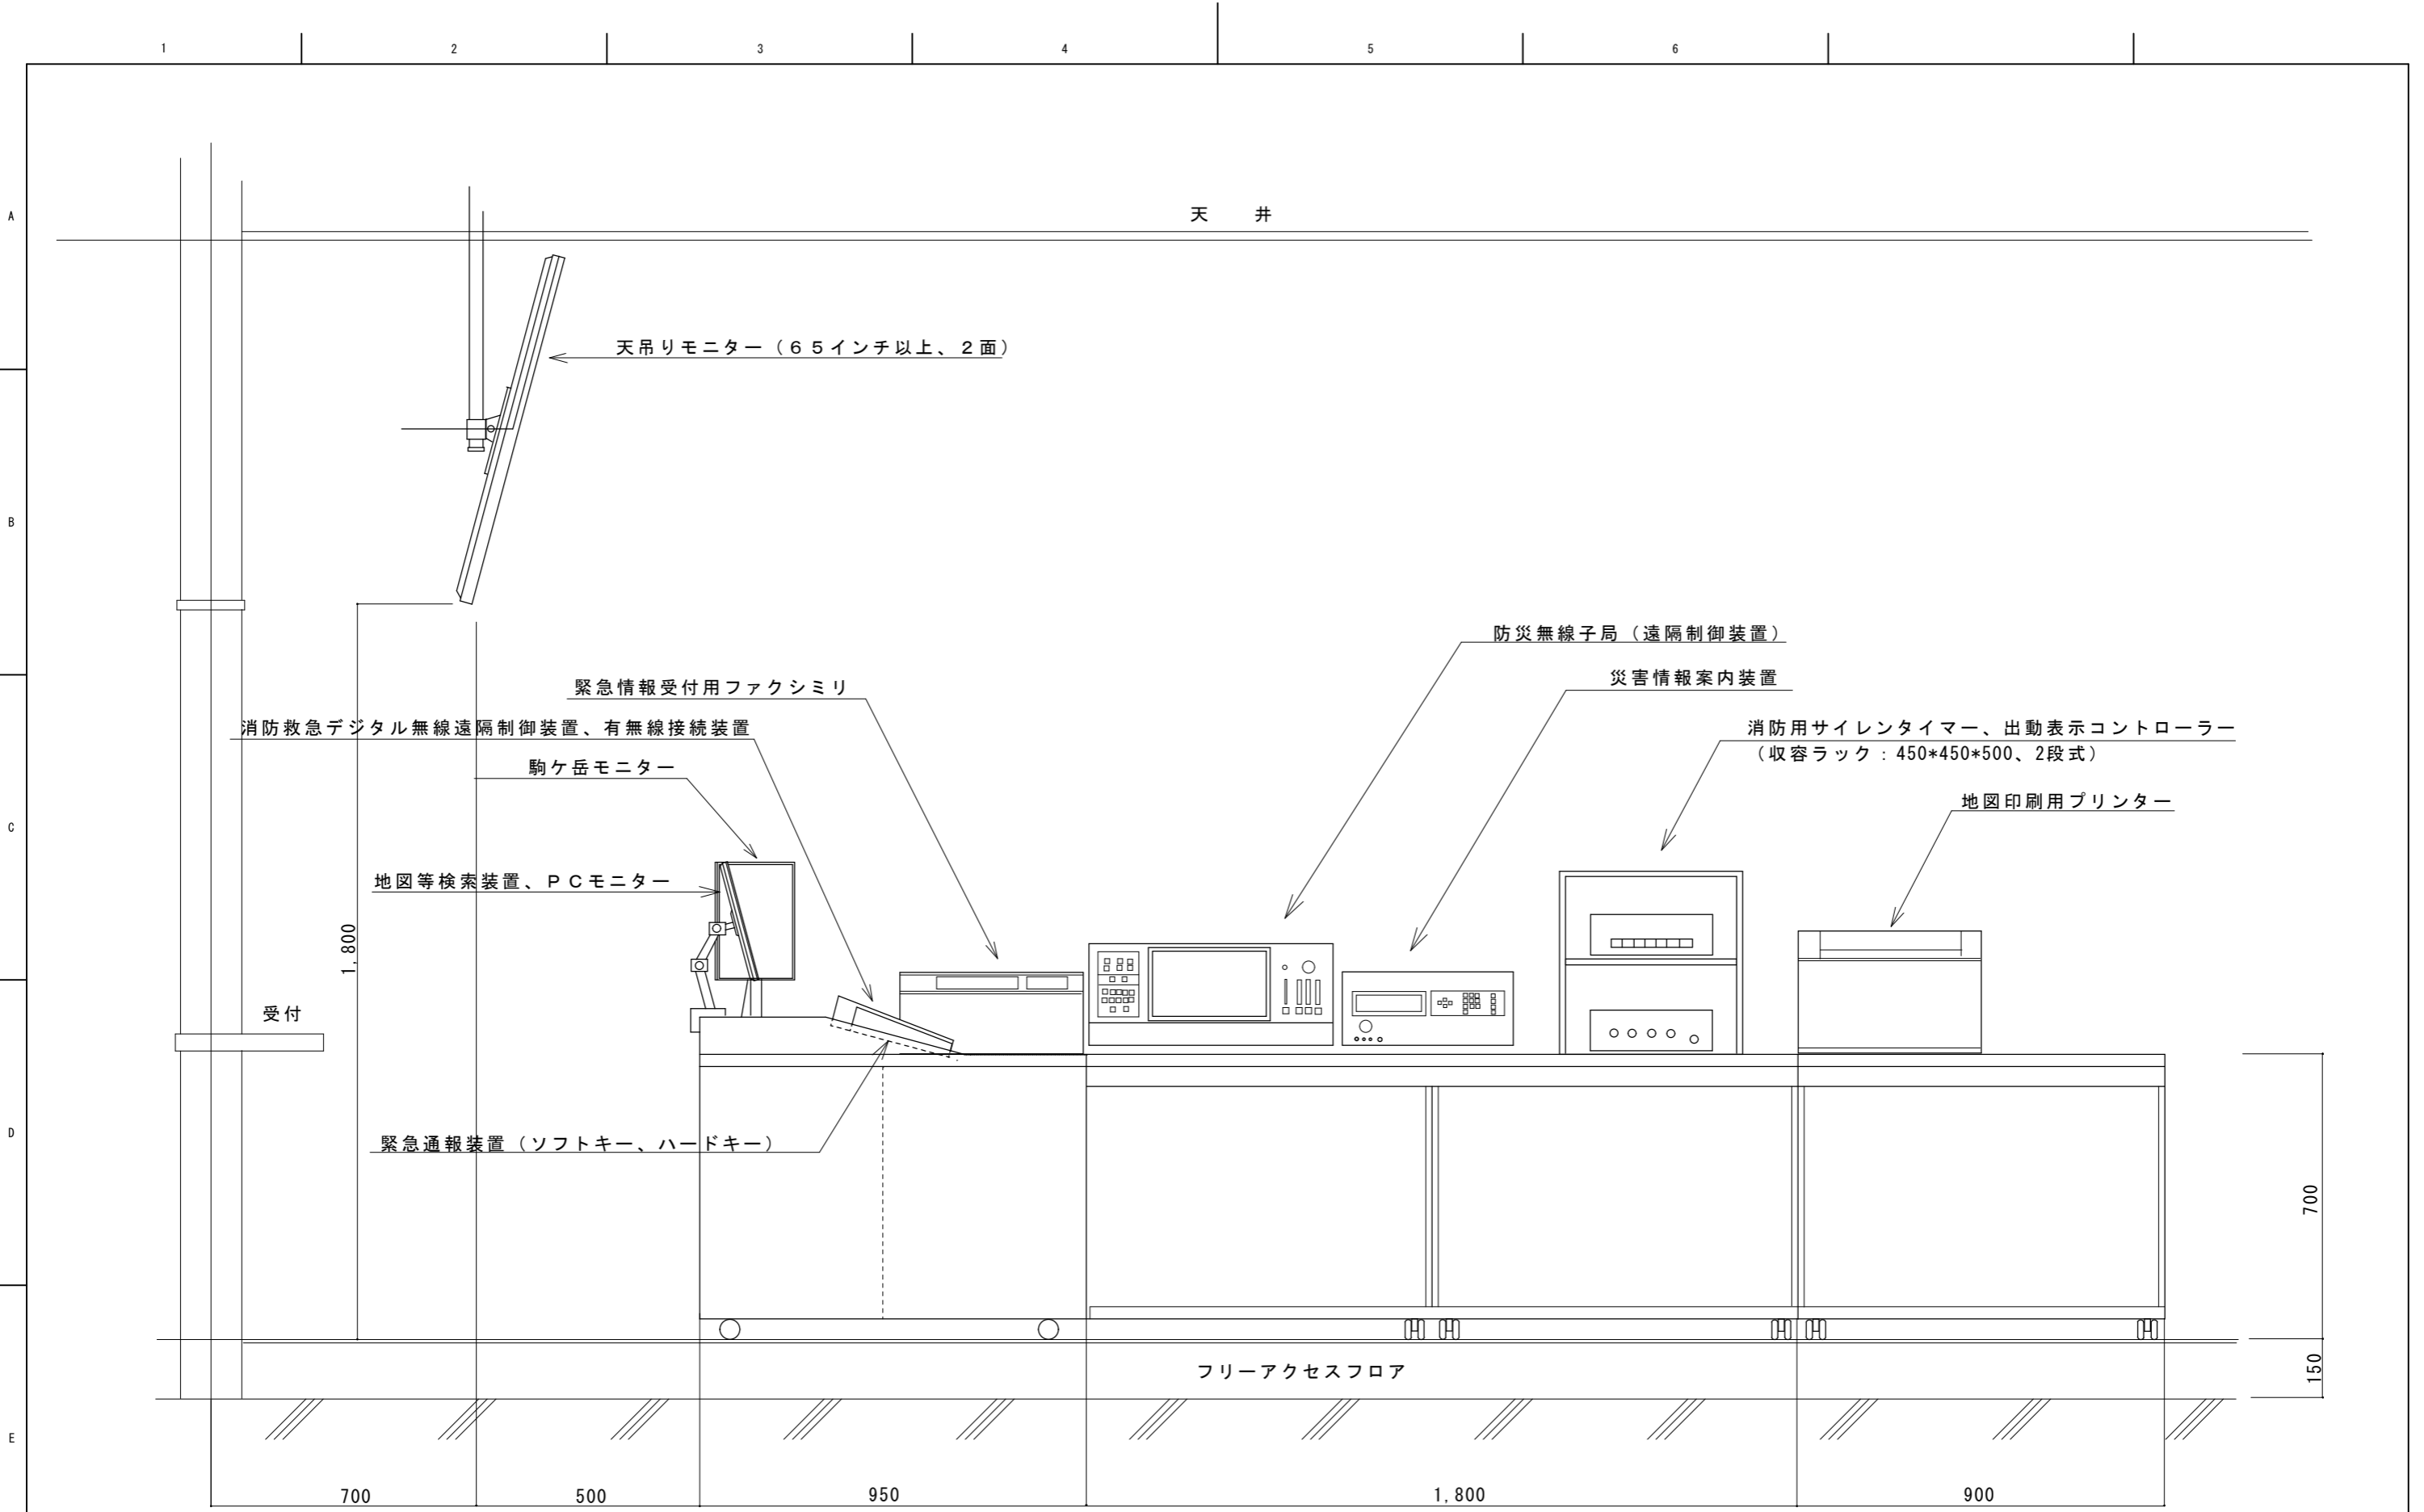 1 2 3 4 5 6
A
天　井
天吊りモニター（６５インチ以上、２面）
B
防災無線子局（遠隔制御装置）
災害情報案内装置
緊急情報受付用ファクシミリ
消防救急デジタル無線遠隔制御装置、有無線接続装置
消防用サイレンタイマー、出動表示コントローラー
（収容ラック：450*450*500、2段式）
駒ケ岳モニター
地図印刷用プリンター
C
地図等検索装置、ＰＣモニター
1,800
受付
D
緊急通報装置（ソフトキー、ハードキー）
700
フリーアクセスフロア
150
E
700 500 950 1,800 900